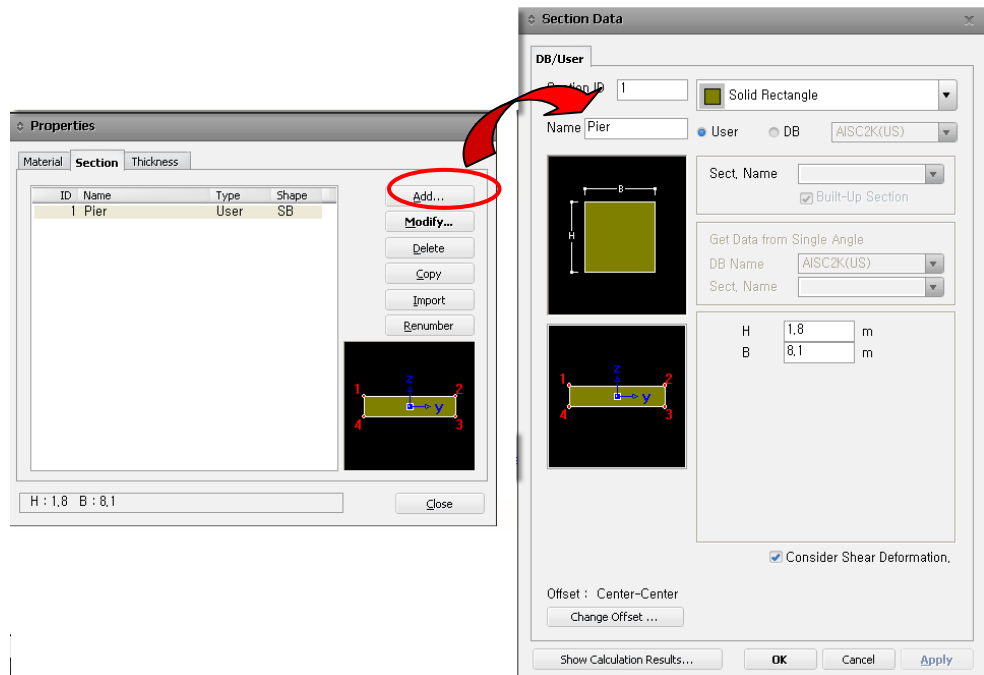 Properties
Material Section Thickness
ID Name Type Shape
1 Pier User SB
Add...
Modify...
Delete
Copy
Import
Renumber
1 z 2
y
4 3
H : 1,8 B : 8,1
Close
Section Data
DB/User
Section ID 1
Solid Rectangle
Name Pier
User DB AISC2K(US)
B
H
Sect, Name
Built-Up Section
Get Data from Single Angle
DB Name AISC2K(US)
Sect, Name
H 1,8 m
B 8,1 m
1 z 2
y
4 3
Consider Shear Deformation,
Offset : Center-Center
Change Offset ...
Show Calculation Results...
OK
Cancel
Apply